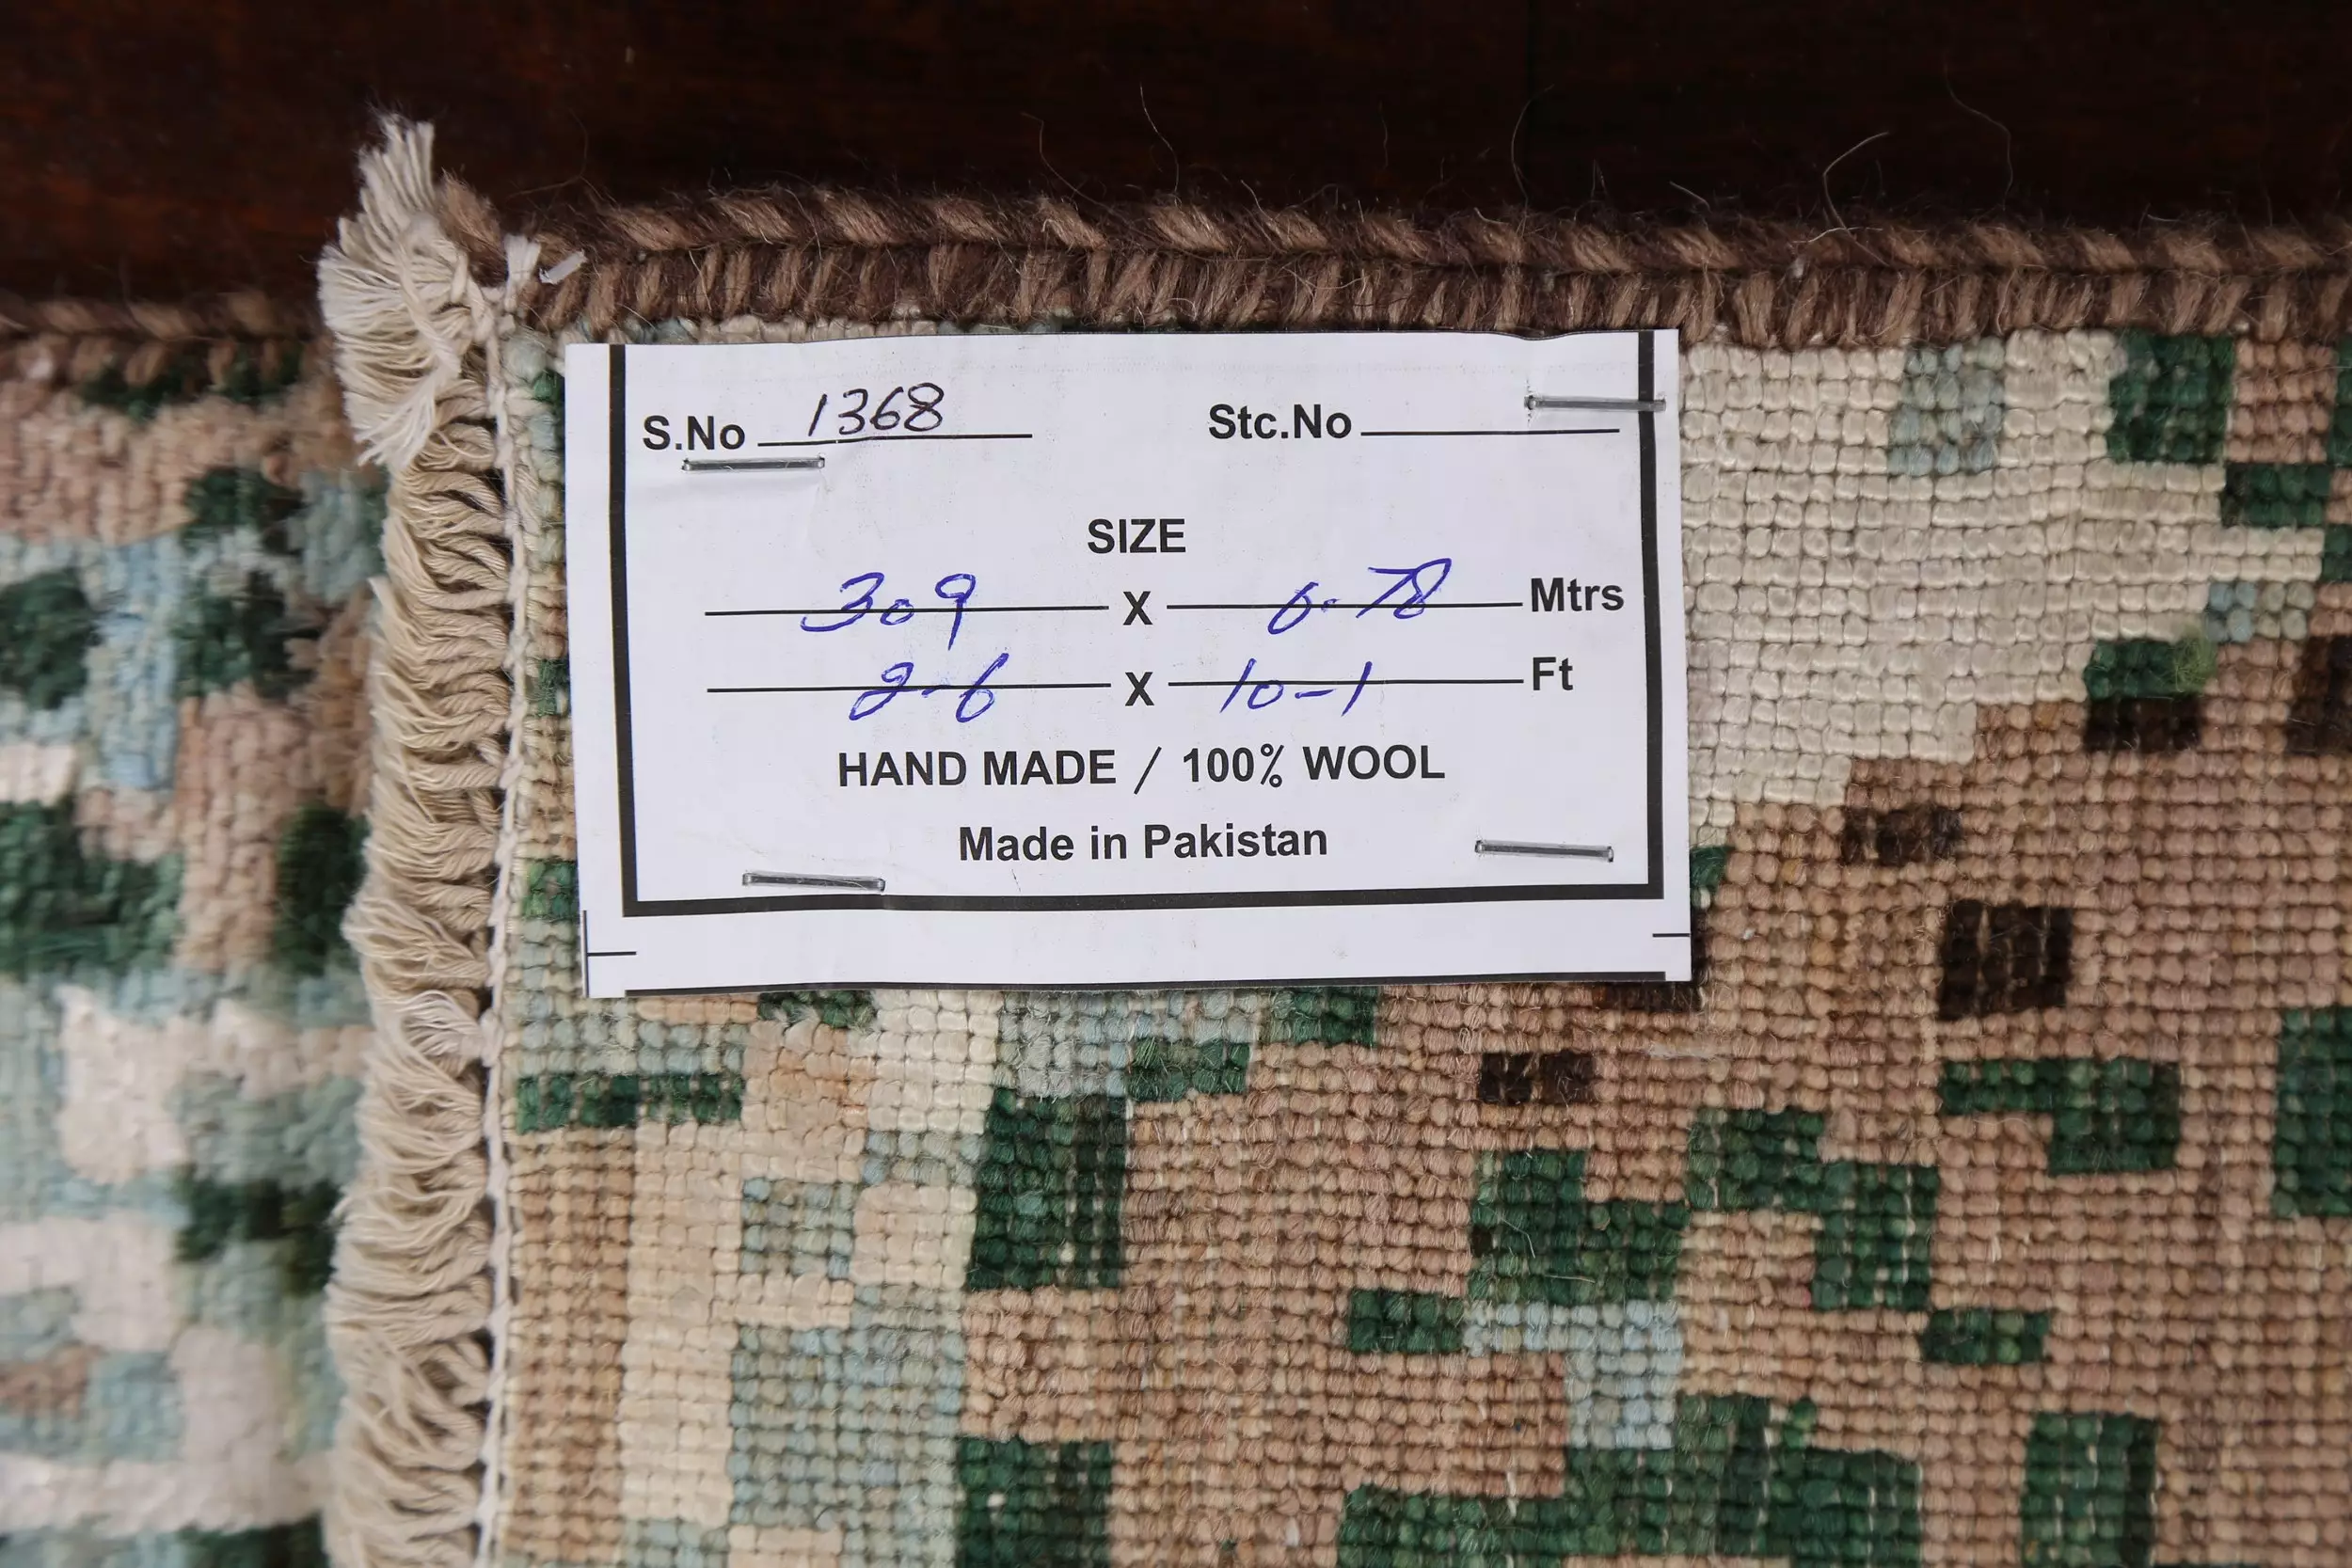 S.No 1368 Stc.No
SIZE
309 X 0.78 Mtrs
2-6 X 10-1 Ft
HAND MADE / 100% WOOL
Made in Pakistan